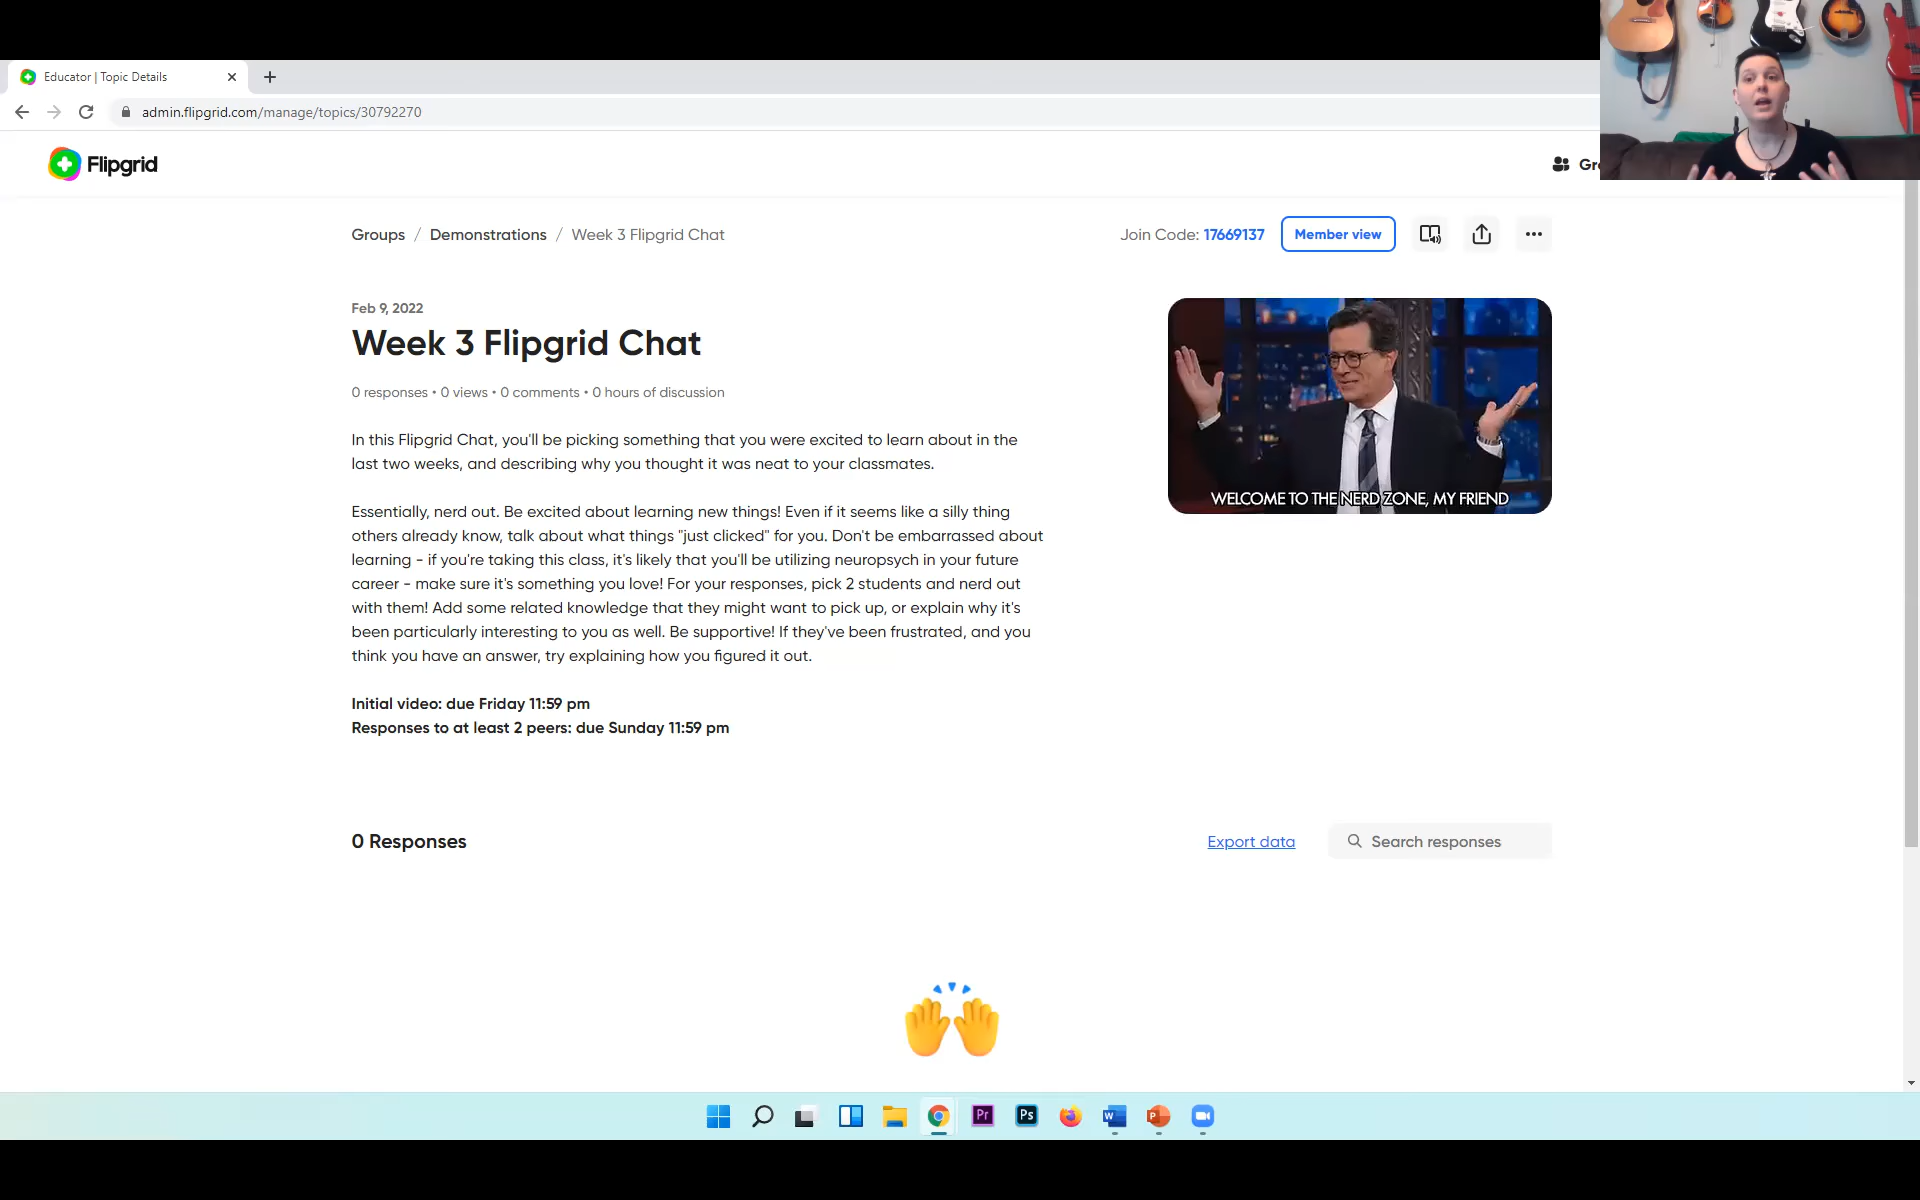 Educator | Topic Details
admin.flipgrid.com/manage/topics/30792270
Flipgrid
Groups / Demonstrations / Week 3 Flipgrid Chat
Join Code: 17669137
Member view
Feb 9, 2022
Week 3 Flipgrid Chat
0 responses • 0 views • 0 comments • 0 hours of discussion
In this Flipgrid Chat, you'll be picking something that you were excited to learn about in the
last two weeks, and describing why you thought it was neat to your classmates.
Essentially, nerd out. Be excited about learning new things! Even if it seems like a silly thing
others already know, talk about what things "just clicked" for you. Don't be embarrassed about
learning - if you're taking this class, it's likely that you'll be utilizing neuropsych in your future
career - make sure it's something you love! For your responses, pick 2 students and nerd out
with them! Add some related knowledge that they might want to pick up, or explain why it's
been particularly interesting to you as well. Be supportive! If they've been frustrated, and you
think you have an answer, try explaining how you figured it out.
Initial video: due Friday 11:59 pm
Responses to at least 2 peers: due Sunday 11:59 pm
WELCOME TO THE NERD ZONE, MY FRIEND
0 Responses
Export data
Search responses
Pr
Ps
W
P